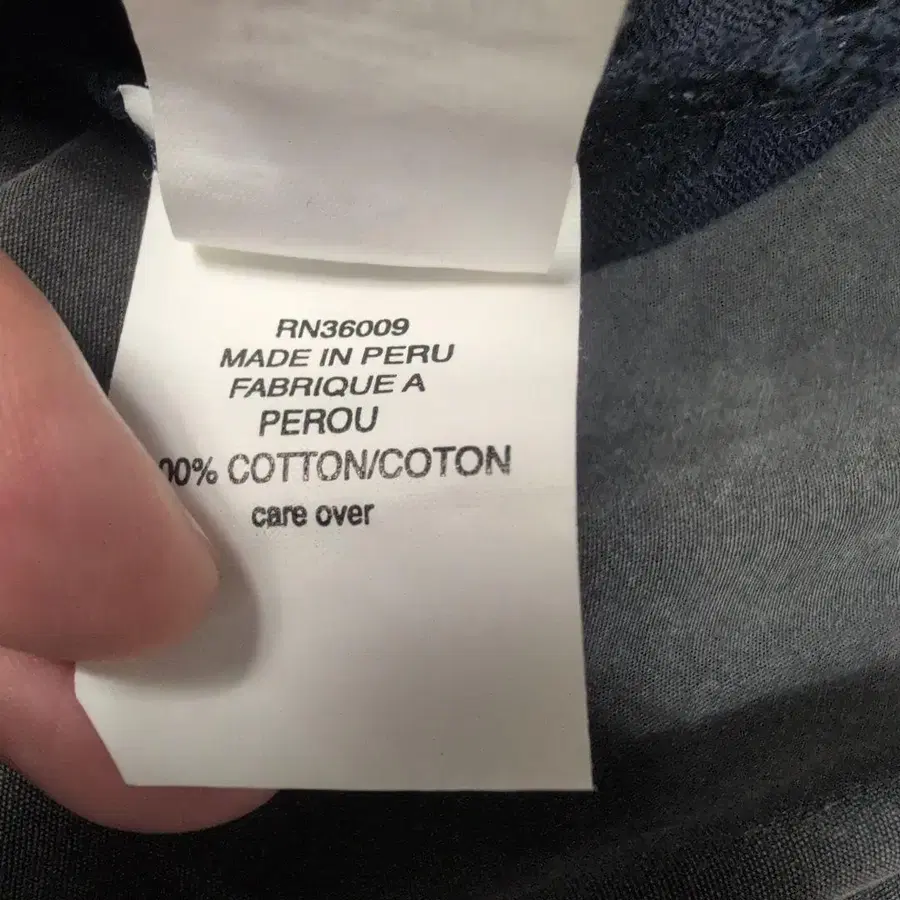 RN36009
MADE IN PERU
FABRIQUE A
PEROU
00% COTTON/COTON
care over